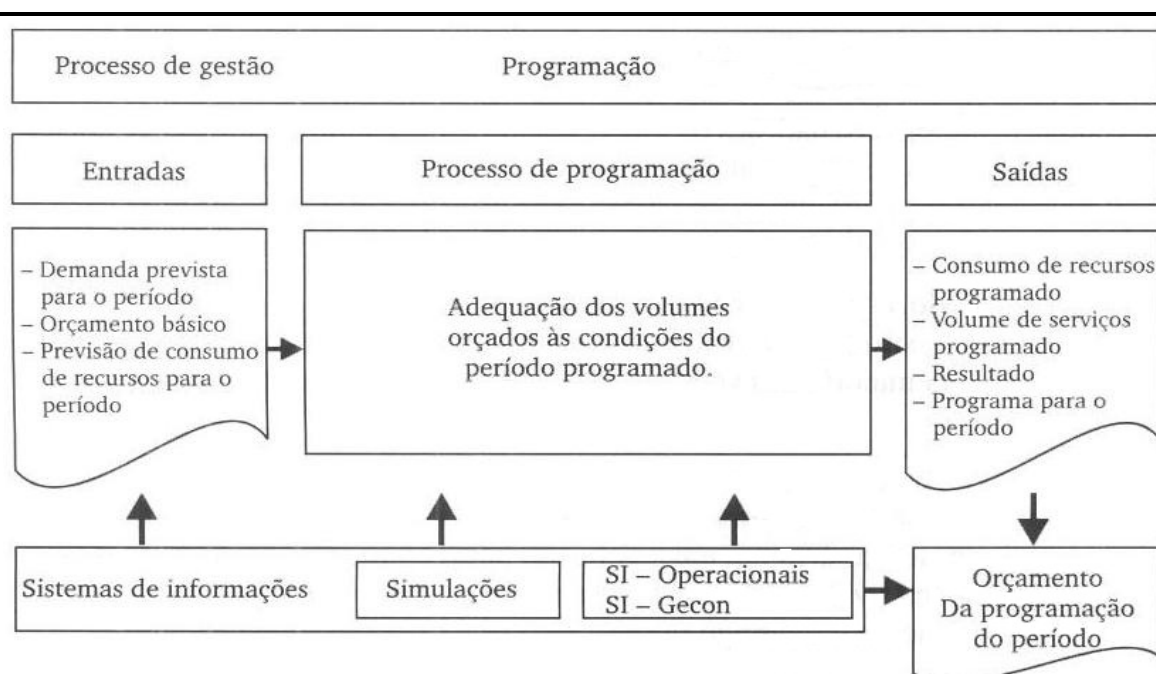 Processo de gestão
Programação
Entradas
Processo de programação
Saídas
– Demanda prevista
para o período
– Orçamento básico
– Previsão de consumo
de recursos para o
período
Adequação dos volumes
orçados às condições do
período programado.
– Consumo de recursos
programado
– Volume de serviços
programado
– Resultado
– Programa para o
período
Sistemas de informações
Simulações
SI – Operacionais
SI – Gecon
Orçamento
Da programação
do período